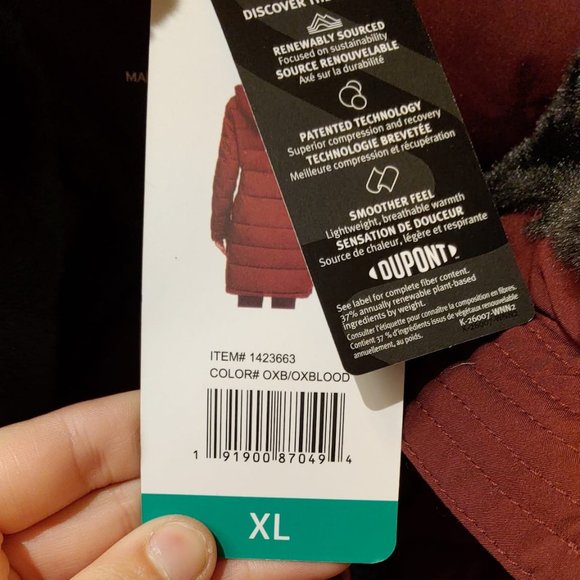 DISCOVER THE
RENEWABLY SOURCED
Focused on sustainability
SOURCE RENOUVELABLE
Axé sur la durabilité
PATENTED TECHNOLOGY
Superior compression and recovery
TECHNOLOGIE BREVETÉE
Meilleure compression et récupération
SMOOTHER FEEL
Lightweight, breathable warmth
SENSATION DE DOUCEUR
Source de chaleur, légère et respirante
DUPONT
See label for complete fiber content.
37% annually renewable plant-based
ingredients by weight.
Consulter l'étiquette pour connaître la composition en fibres.
Contient 37 % d'ingrédients issus de végétaux renouvelable
annuellement, au poids.
K-26007-WNN2
MA
ITEM# 1423663
COLOR# OXB/OXBLOOD
1 91900 87049 4
XL